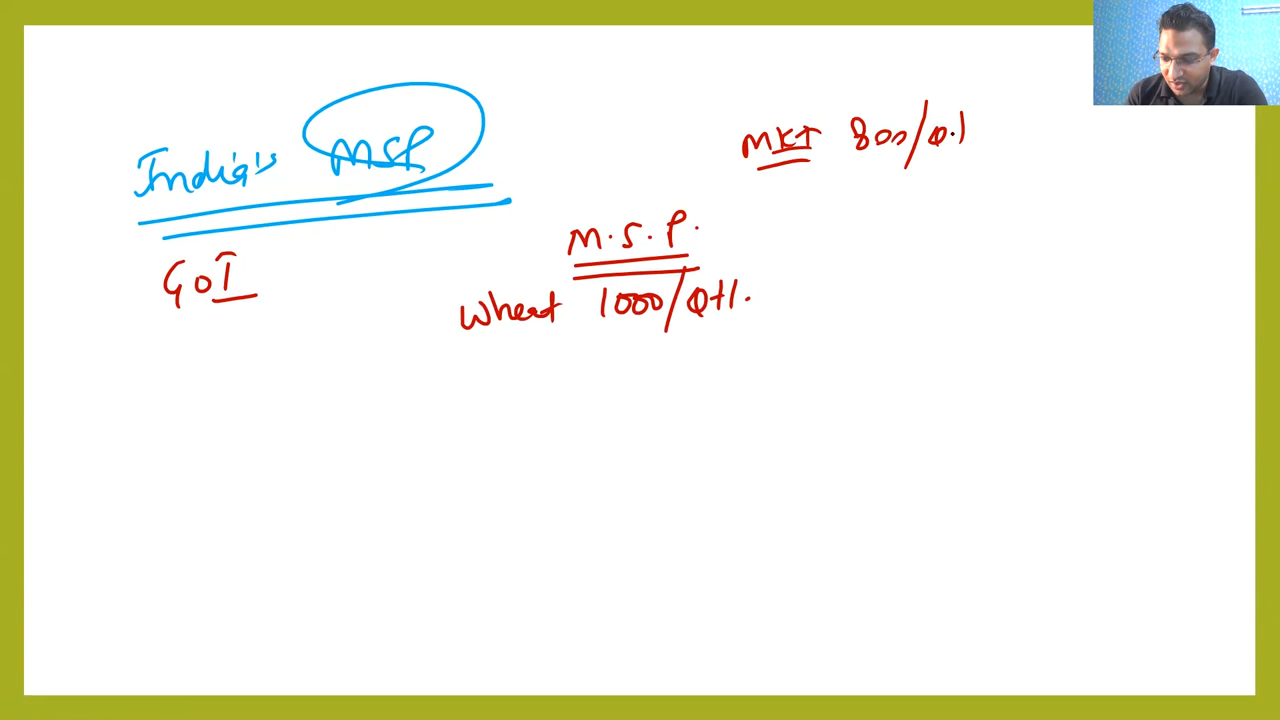 India's MSP
MKT 800/Q.l
M.S.P.
GOI
Wheat 1000/Qtl.